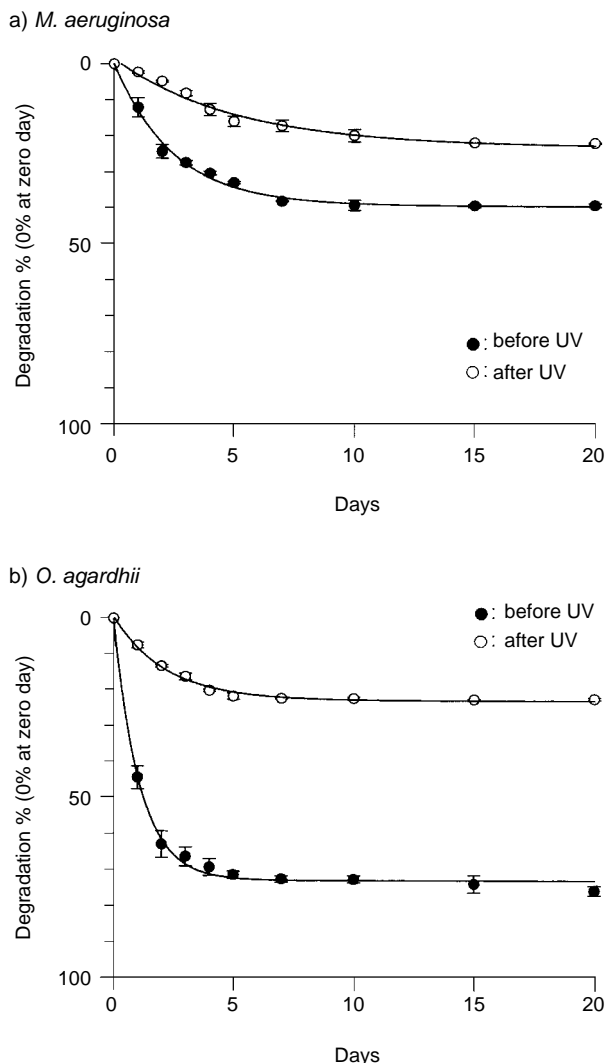 a) M. aeruginosa
0
50
100
Degradation % (0% at zero day)
: before UV
: after UV
0 5 10 15 20
Days
b) O. agardhii
0
50
100
Degradation % (0% at zero day)
: before UV
: after UV
0 5 10 15 20
Days